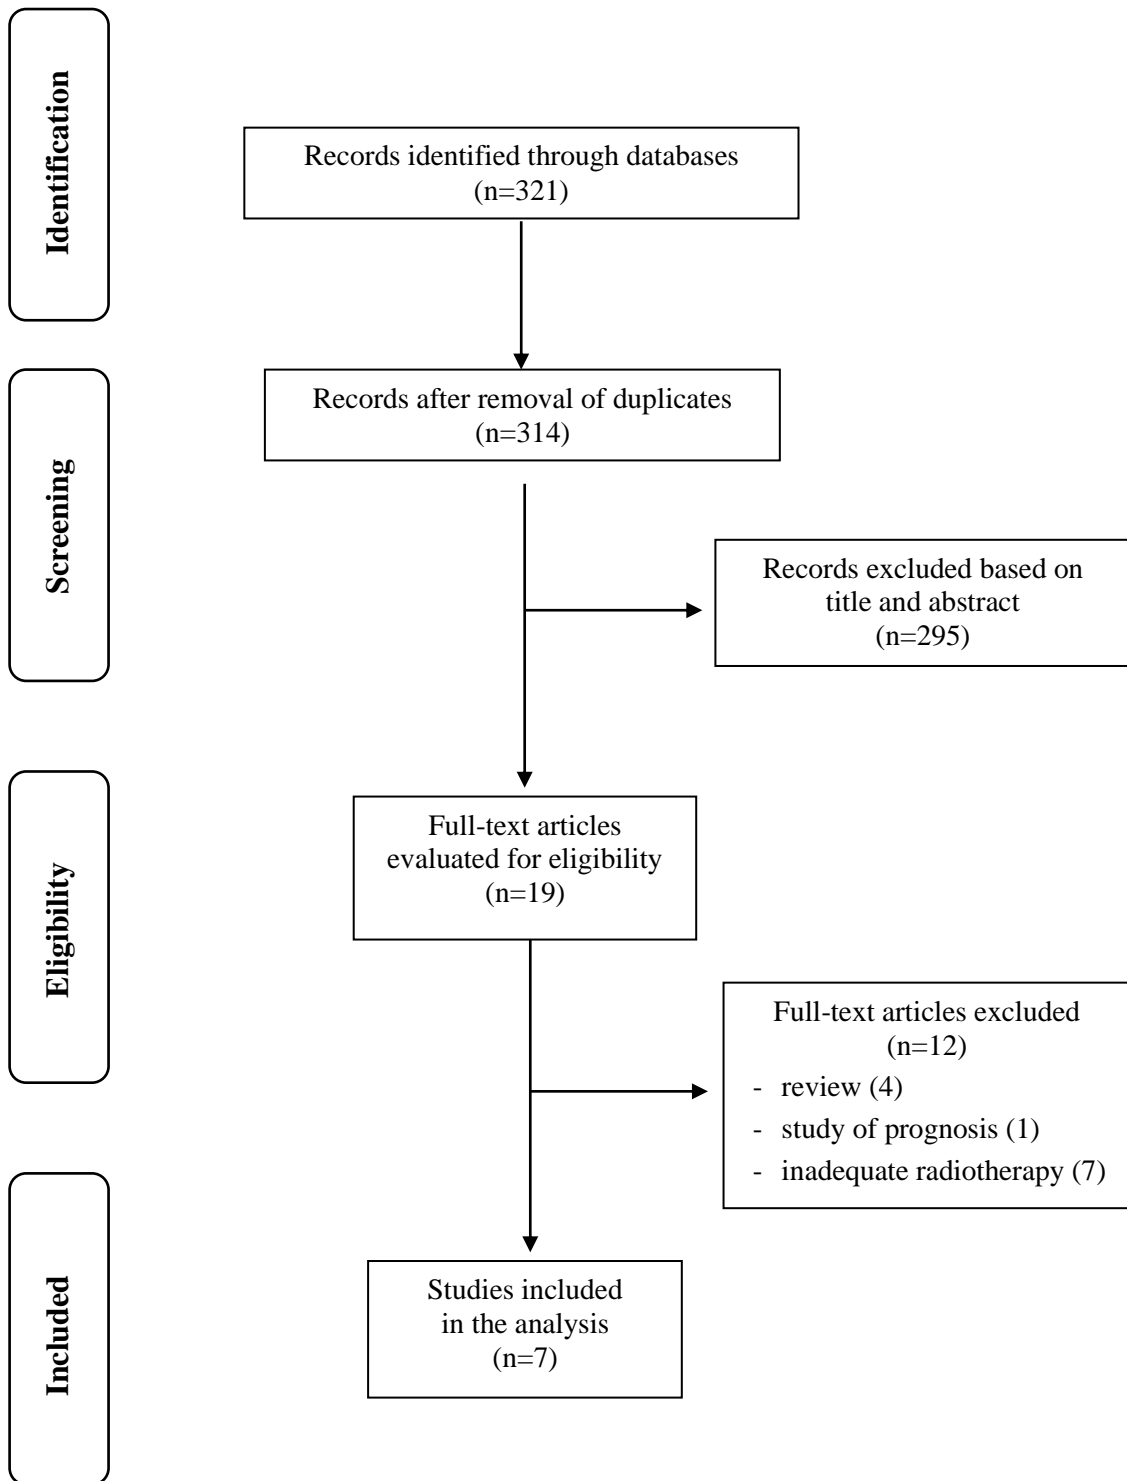 Identification
Records identified through databases
(n=321)
Screening
Records after removal of duplicates
(n=314)
Records excluded based on
title and abstract
(n=295)
Eligibility
Full-text articles
evaluated for eligibility
(n=19)
Full-text articles excluded
(n=12)
- review (4)
- study of prognosis (1)
- inadequate radiotherapy (7)
Included
Studies included
in the analysis
(n=7)